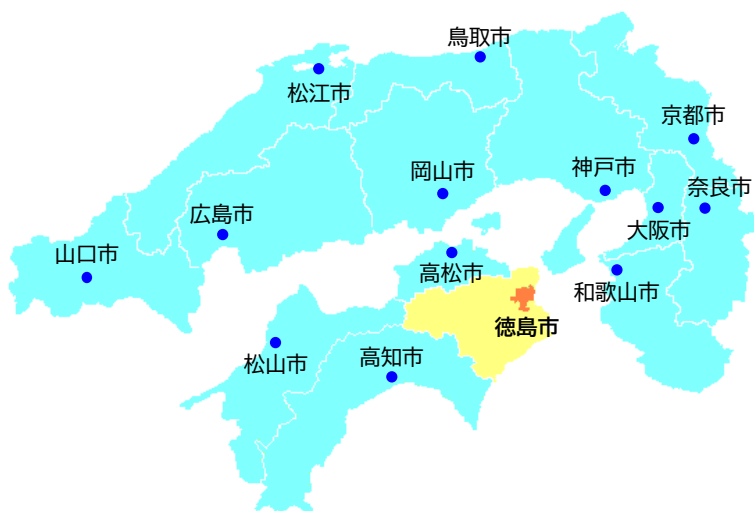 鳥取市
松江市
京都市
神戸市
岡山市
奈良市
広島市
大阪市
山口市
高松市
和歌山市
徳島市
高知市
松山市